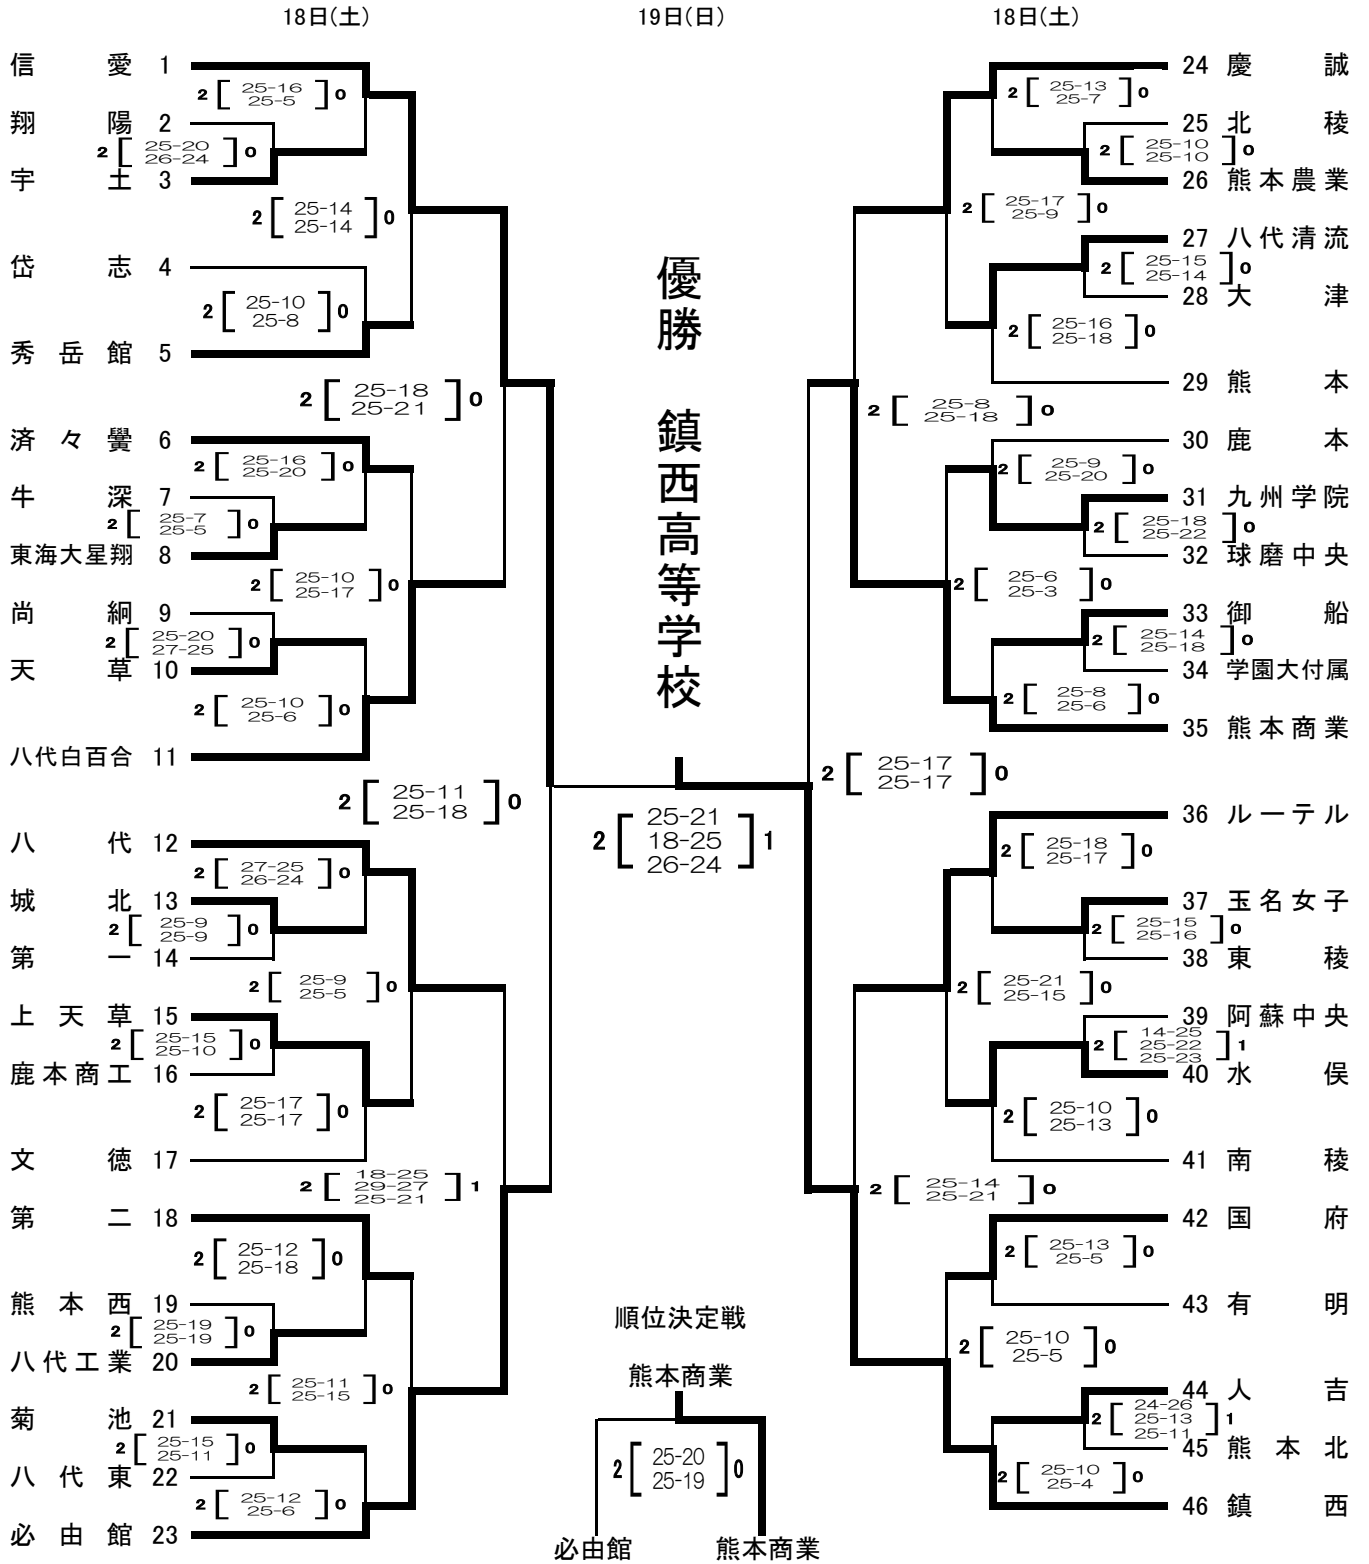 18日(土) 19日(日) 18日(土)
信愛 1
2 [25-16 25-5] 0
翔陽 2
2 [25-20 26-24] 0
宇土 3
2 [25-14 25-14] 0
岱志 4
2 [25-10 25-8] 0
秀岳館 5
2 [25-18 25-21] 0
済々黌 6
2 [25-16 25-20] 0
牛深 7
2 [25-7 25-5] 0
東海大星翔 8
2 [25-10 25-17] 0
尚絅 9
2 [25-20 27-25] 0
天草 10
2 [25-10 25-6] 0
八代白百合 11
2 [25-11 25-18] 0
八代 12
2 [27-25 26-24] 0
城北 13
2 [25-9 25-9] 0
第一 14
2 [25-9 25-5] 0
上天草 15
2 [25-15 25-10] 0
鹿本商工 16
2 [25-17 25-17] 0
文徳 17
2 [18-25 29-27 25-21] 1
第二 18
2 [25-12 25-18] 0
熊本西 19
2 [25-19 25-19] 0
八代工業 20
2 [25-11 25-15] 0
菊池 21
2 [25-15 25-11] 0
八代東 22
2 [25-12 25-6] 0
必由館 23
優勝 鎮西高等学校
2 [25-21 18-25 26-24] 1
順位決定戦
熊本商業
2 [25-20 25-19] 0
必由館 熊本商業
24 慶誠
2 [25-13 25-7] 0
25 北稜
2 [25-10 25-10] 0
26 熊本農業
2 [25-17 25-9] 0
27 八代清流
2 [25-15 25-14] 0
28 大津
2 [25-16 25-18] 0
29 熊本
2 [25-8 25-18] 0
30 鹿本
2 [25-9 25-20] 0
31 九州学院
2 [25-18 25-22] 0
32 球磨中央
2 [25-6 25-3] 0
33 御船
2 [25-14 25-18] 0
34 学園大付属
2 [25-8 25-6] 0
35 熊本商業
2 [25-17 25-17] 0
36 ルーテル
2 [25-18 25-17] 0
37 玉名女子
2 [25-15 25-16] 0
38 東稜
2 [25-21 25-15] 0
39 阿蘇中央
2 [14-25 25-22 25-23] 1
40 水俣
2 [25-10 25-13] 0
41 南稜
2 [25-14 25-21] 0
42 国府
2 [25-13 25-5] 0
43 有明
2 [25-10 25-5] 0
44 人吉
2 [24-26 25-13 25-11] 1
45 熊本北
2 [25-10 25-4] 0
46 鎮西